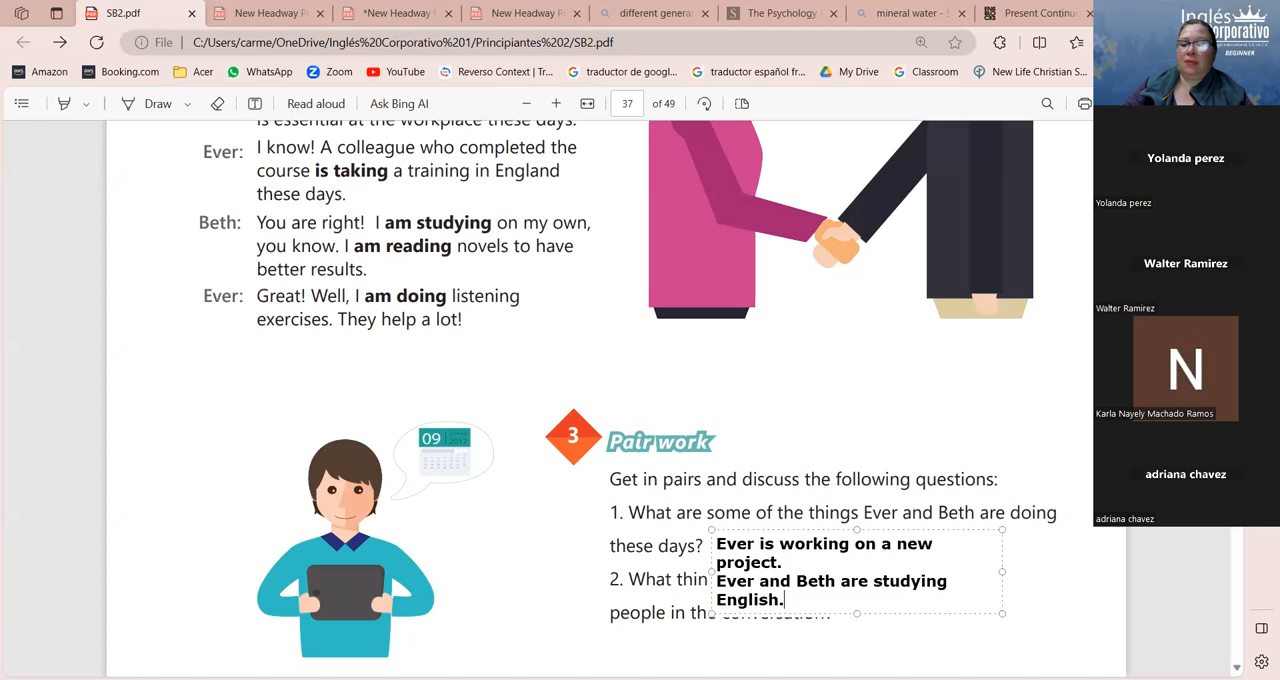 SB2.pdf
New Headway P
*New Headway
New Headway P
different genera
The Psychology
mineral water - S
Present Continu
File
C:/Users/carme/OneDrive/Inglés%20Corporativo%201/Principiantes%202/SB2.pdf
Amazon
Booking.com
Acer
WhatsApp
Zoom
YouTube
Reverso Context | Tr...
traductor de googl...
traductor español fr...
My Drive
Classroom
New Life Christian S...
Draw
Read aloud
Ask Bing AI
37
of 49
Inglés
Corporativo
BEGINNER
is essential at the workplace these days.
Ever:
I know! A colleague who completed the
course is taking a training in England
these days.
Beth:
You are right! I am studying on my own,
you know. I am reading novels to have
better results.
Ever:
Great! Well, I am doing listening
exercises. They help a lot!
09
2017
3
Pair work
Get in pairs and discuss the following questions:
1. What are some of the things Ever and Beth are doing
these days?
Ever is working on a new
project.
Ever and Beth are studying
English.
2. What thin
people in the conversation?
Yolanda perez
Yolanda perez
Walter Ramirez
Walter Ramirez
N
Karla Nayely Machado Ramos
adriana chavez
adriana chavez